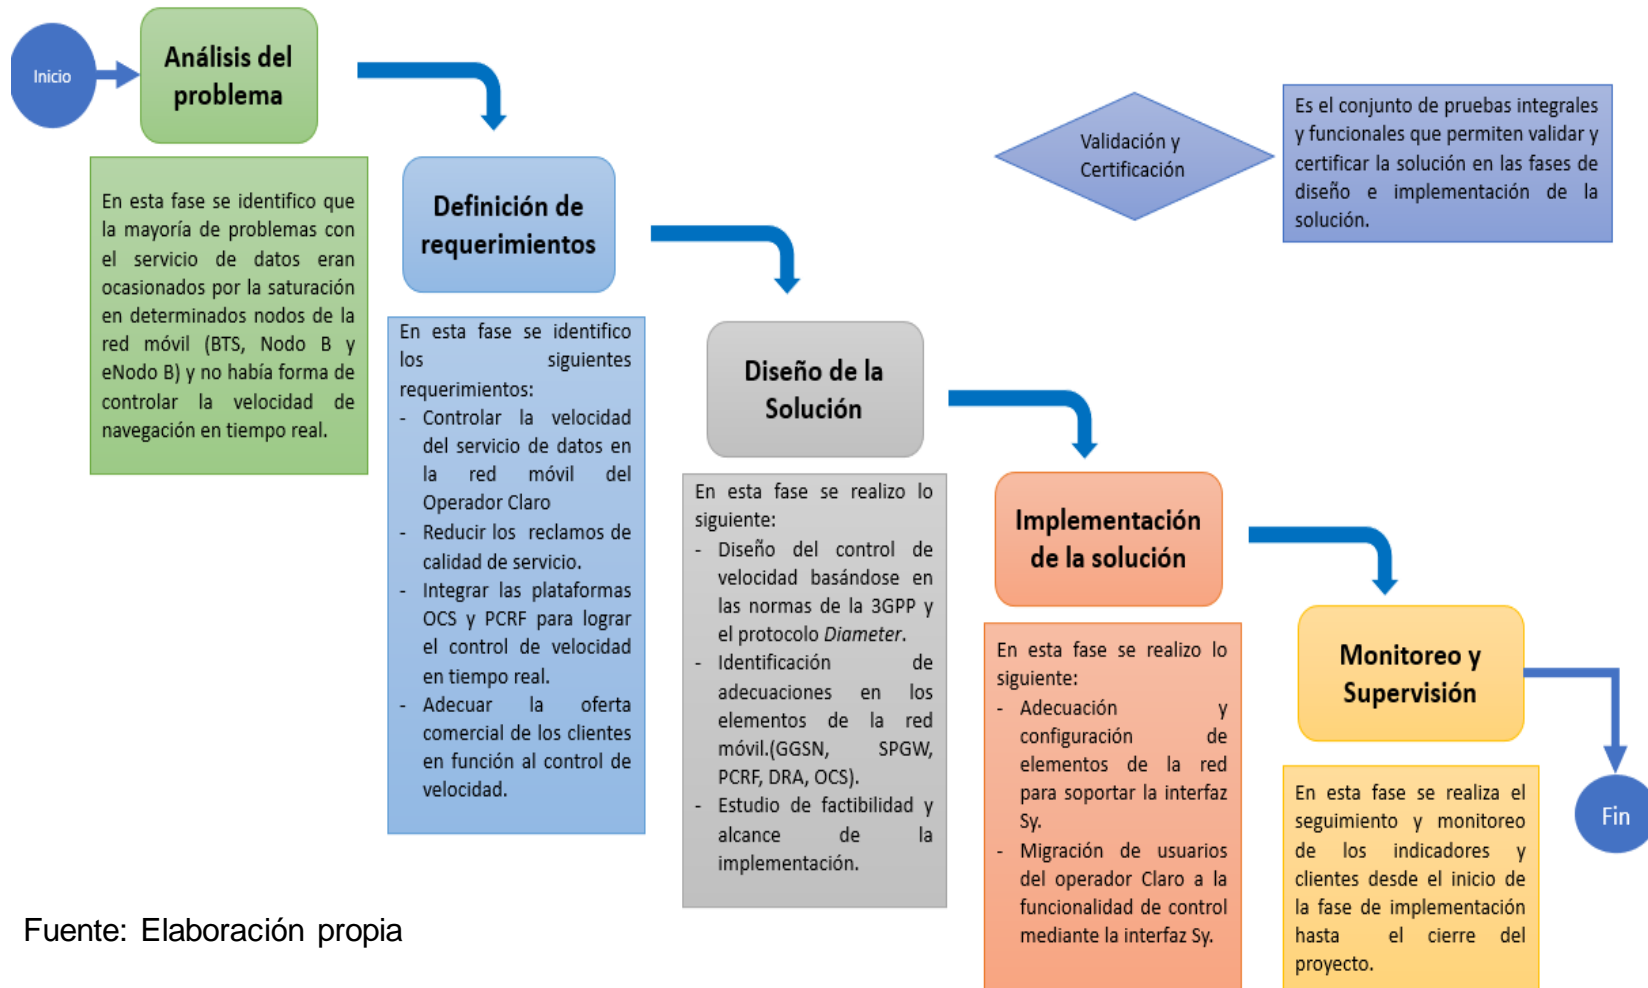 Inicio
Análisis del
problema
En esta fase se identifico que
la mayoría de problemas con
el servicio de datos eran
ocasionados por la saturación
en determinados nodos de la
red móvil (BTS, Nodo B y
eNodo B) y no había forma de
controlar la velocidad de
navegación en tiempo real.
Definición de
requerimientos
En esta fase se identifico
los siguientes
requerimientos:
- Controlar la velocidad
del servicio de datos en
la red móvil del
Operador Claro
- Reducir los reclamos de
calidad de servicio.
- Integrar las plataformas
OCS y PCRF para lograr
el control de velocidad
en tiempo real.
- Adecuar la oferta
comercial de los clientes
en función al control de
velocidad.
Diseño de la
Solución
En esta fase se realizo lo
siguiente:
- Diseño del control de
velocidad basándose en
las normas de la 3GPP y
el protocolo Diameter.
- Identificación de
adecuaciones en los
elementos de la red
móvil.(GGSN, SPGW,
PCRF, DRA, OCS).
- Estudio de factibilidad y
alcance de la
implementación.
Validación y
Certificación
Es el conjunto de pruebas integrales
y funcionales que permiten validar y
certificar la solución en las fases de
diseño e implementación de la
solución.
Implementación
de la solución
En esta fase se realizo lo
siguiente:
- Adecuación y
configuración de
elementos de la red
para soportar la interfaz
Sy.
- Migración de usuarios
del operador Claro a la
funcionalidad de control
mediante la interfaz Sy.
Monitoreo y
Supervisión
En esta fase se realiza el
seguimiento y monitoreo
de los indicadores y
clientes desde el inicio de
la fase de implementación
hasta el cierre del
proyecto.
Fin
Fuente: Elaboración propia